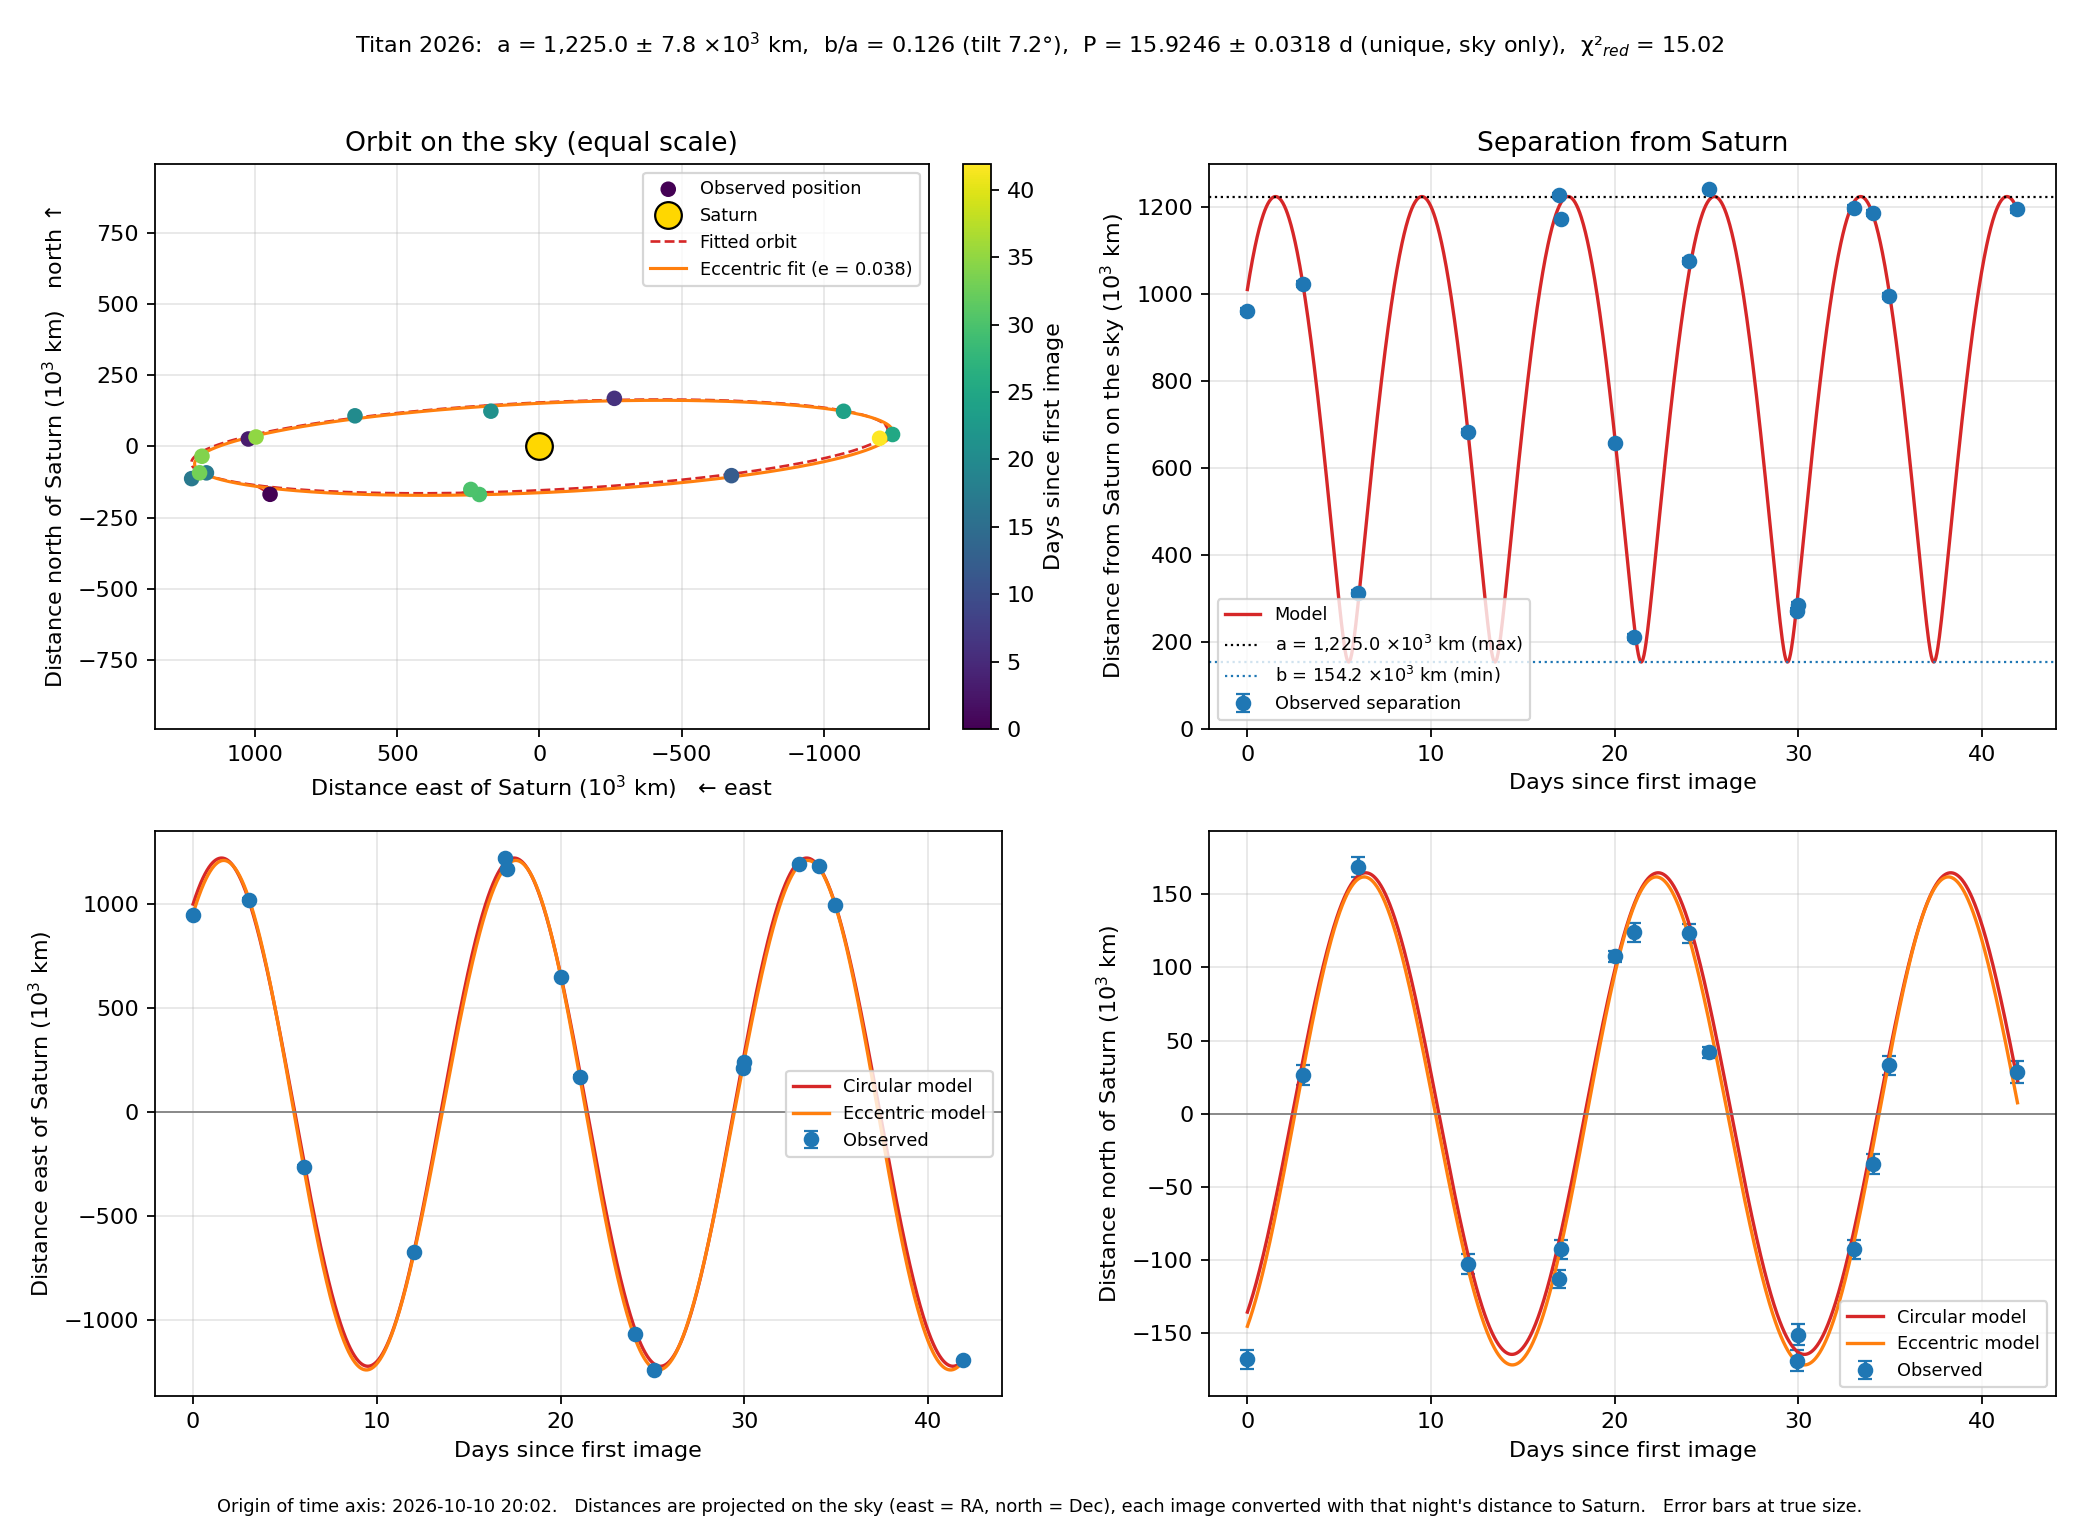 Titan 2026:  a = 1,225.0 ± 7.8 ×10³ km,  b/a = 0.126 (tilt 7.2°),  P = 15.9246 ± 0.0318 d (unique, sky only),  χ²red = 15.02
Orbit on the sky (equal scale)
Distance north of Saturn (10³ km)   north ↑
750
500
250
0
−250
−500
−750
Observed position
Saturn
Fitted orbit
Eccentric fit (e = 0.038)
1000
500
0
−500
−1000
Distance east of Saturn (10³ km)   ← east
40
35
30
25
20
15
10
5
0
Days since first image
Separation from Saturn
Distance from Saturn on the sky (10³ km)
1200
1000
800
600
400
200
0
Model
a = 1,225.0 ×10³ km (max)
b = 154.2 ×10³ km (min)
Observed separation
0
10
20
30
40
Days since first image
Distance east of Saturn (10³ km)
1000
500
0
−500
−1000
Circular model
Eccentric model
Observed
0
10
20
30
40
Days since first image
Distance north of Saturn (10³ km)
150
100
50
0
−50
−100
−150
Circular model
Eccentric model
Observed
0
10
20
30
40
Days since first image
Origin of time axis: 2026-10-10 20:02.   Distances are projected on the sky (east = RA, north = Dec), each image converted with that night's distance to Saturn.   Error bars at true size.